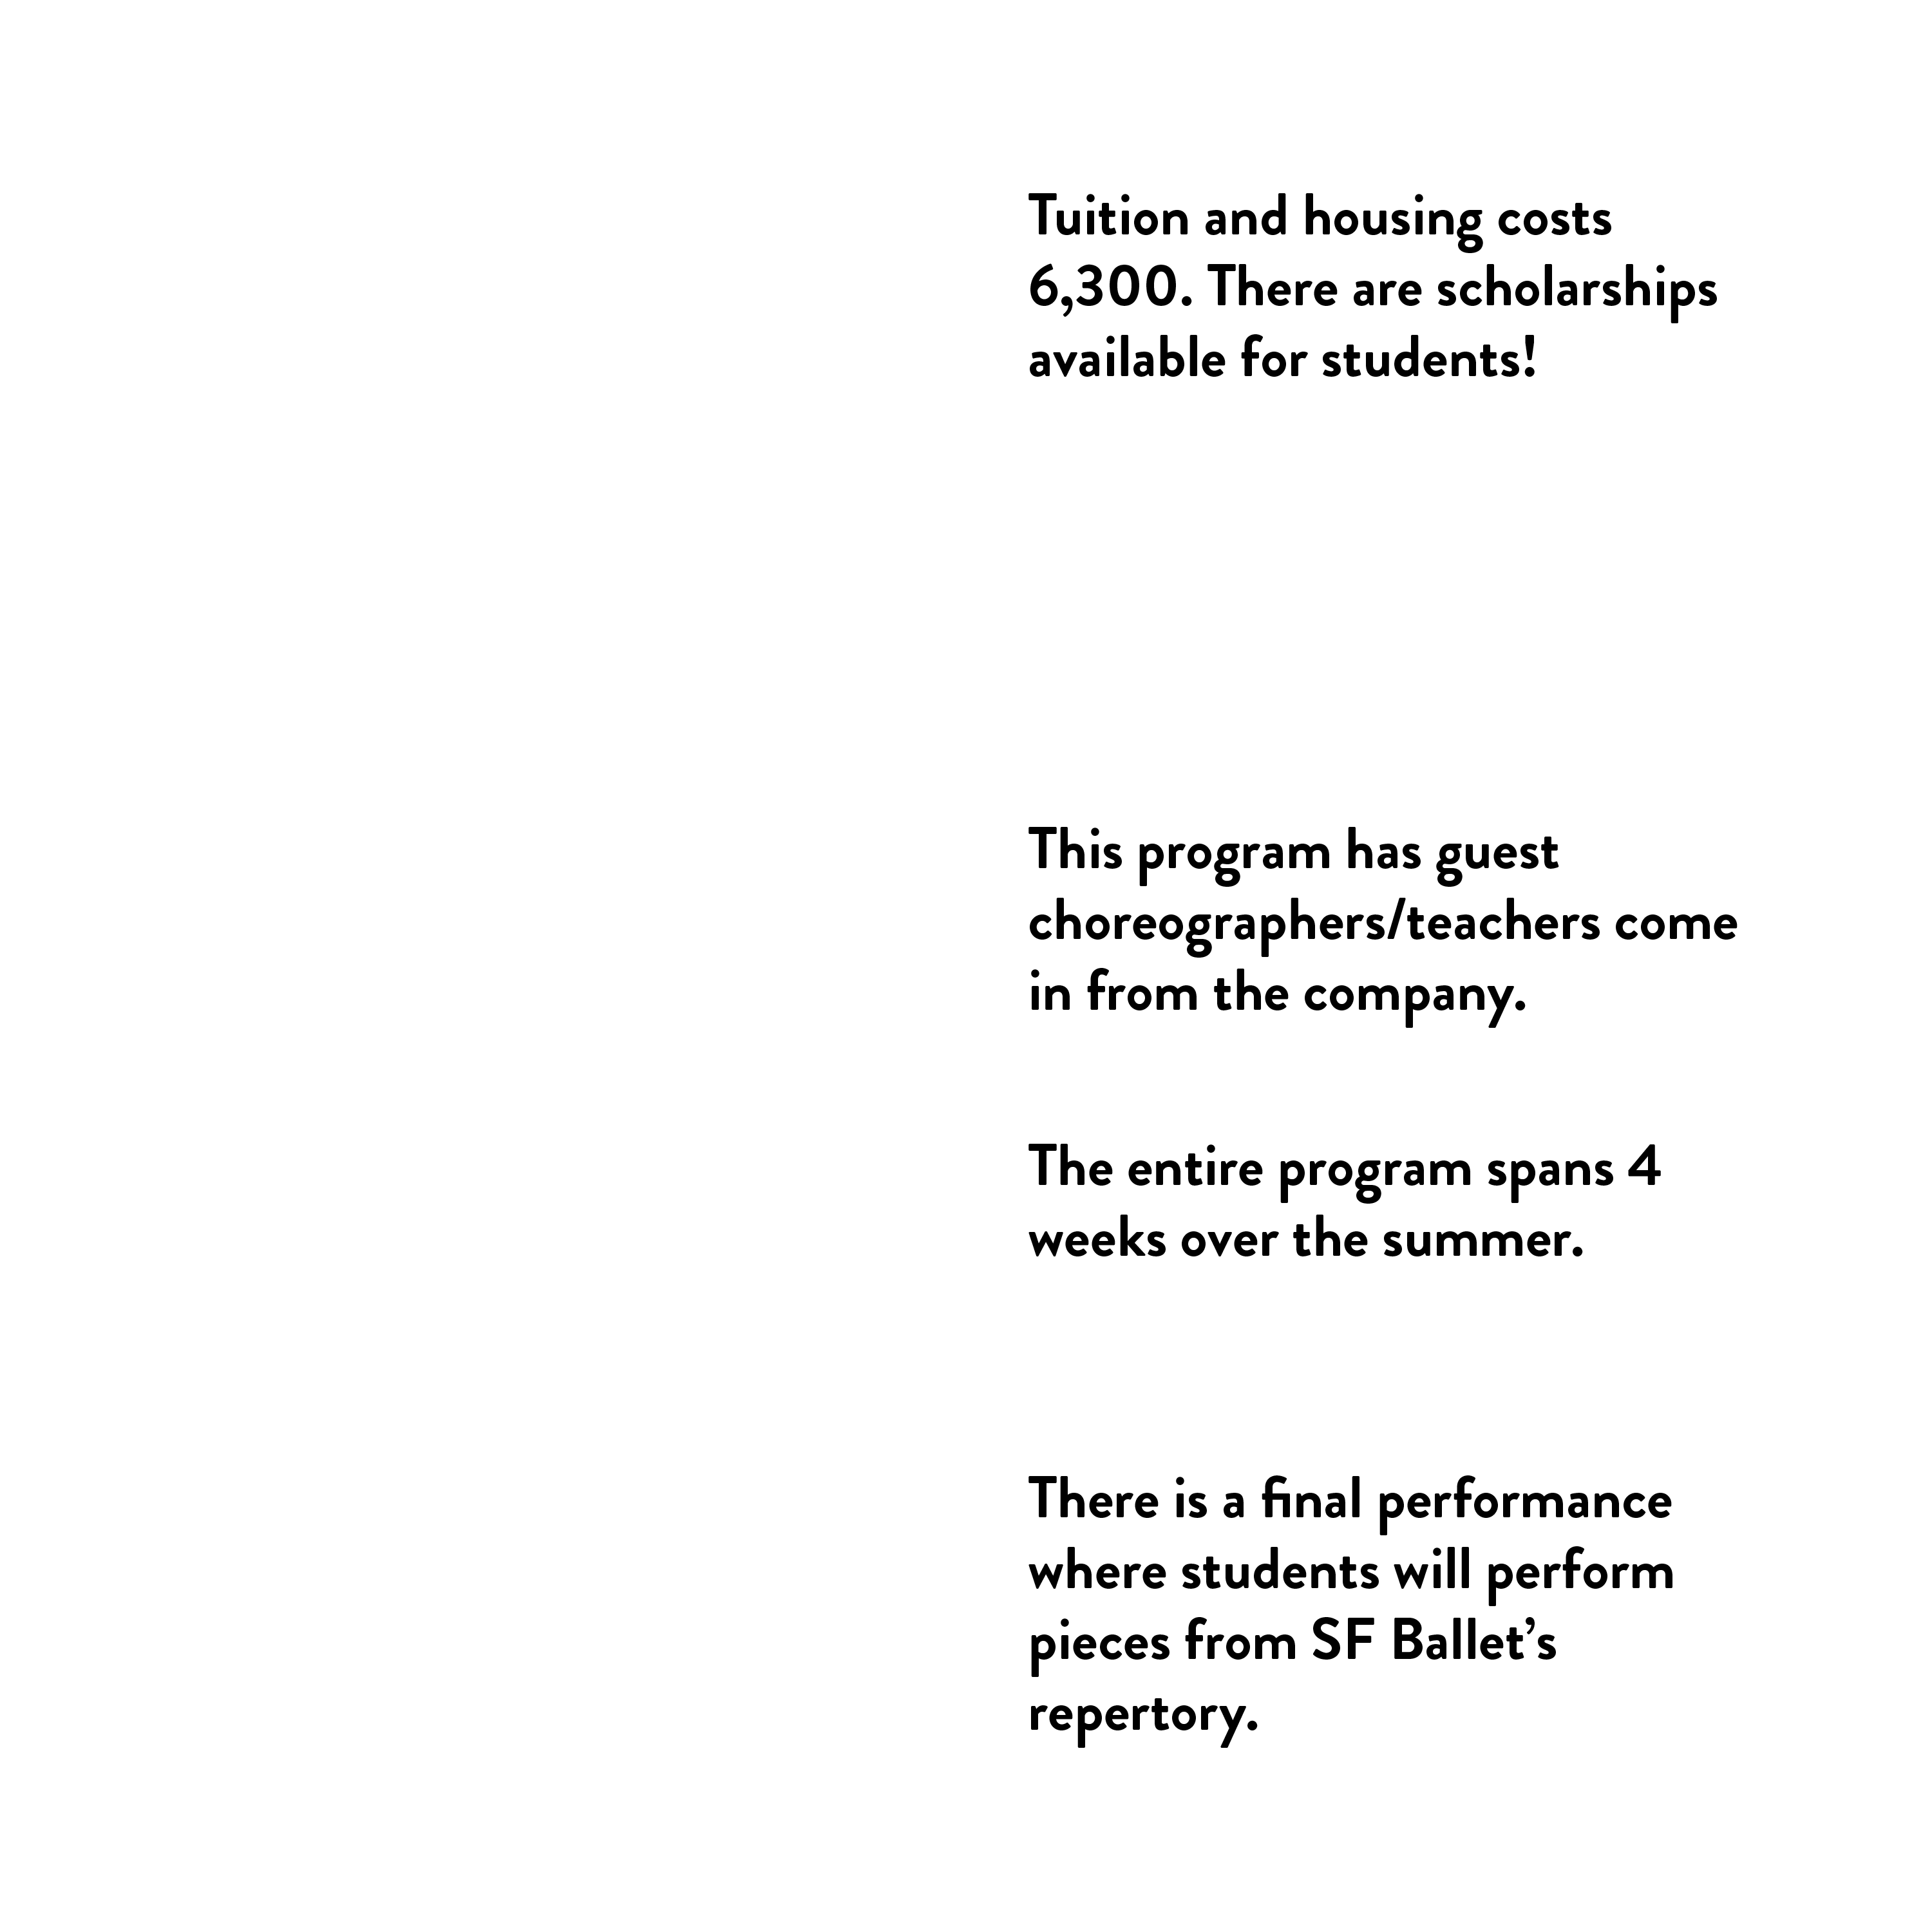 Tuition and housing costs
6,300. There are scholarships
available for students!
This program has guest
choreographers/teachers come
in from the company.
The entire program spans 4
weeks over the summer.
There is a final performance
where students will perform
pieces from SF Ballet’s
repertory.